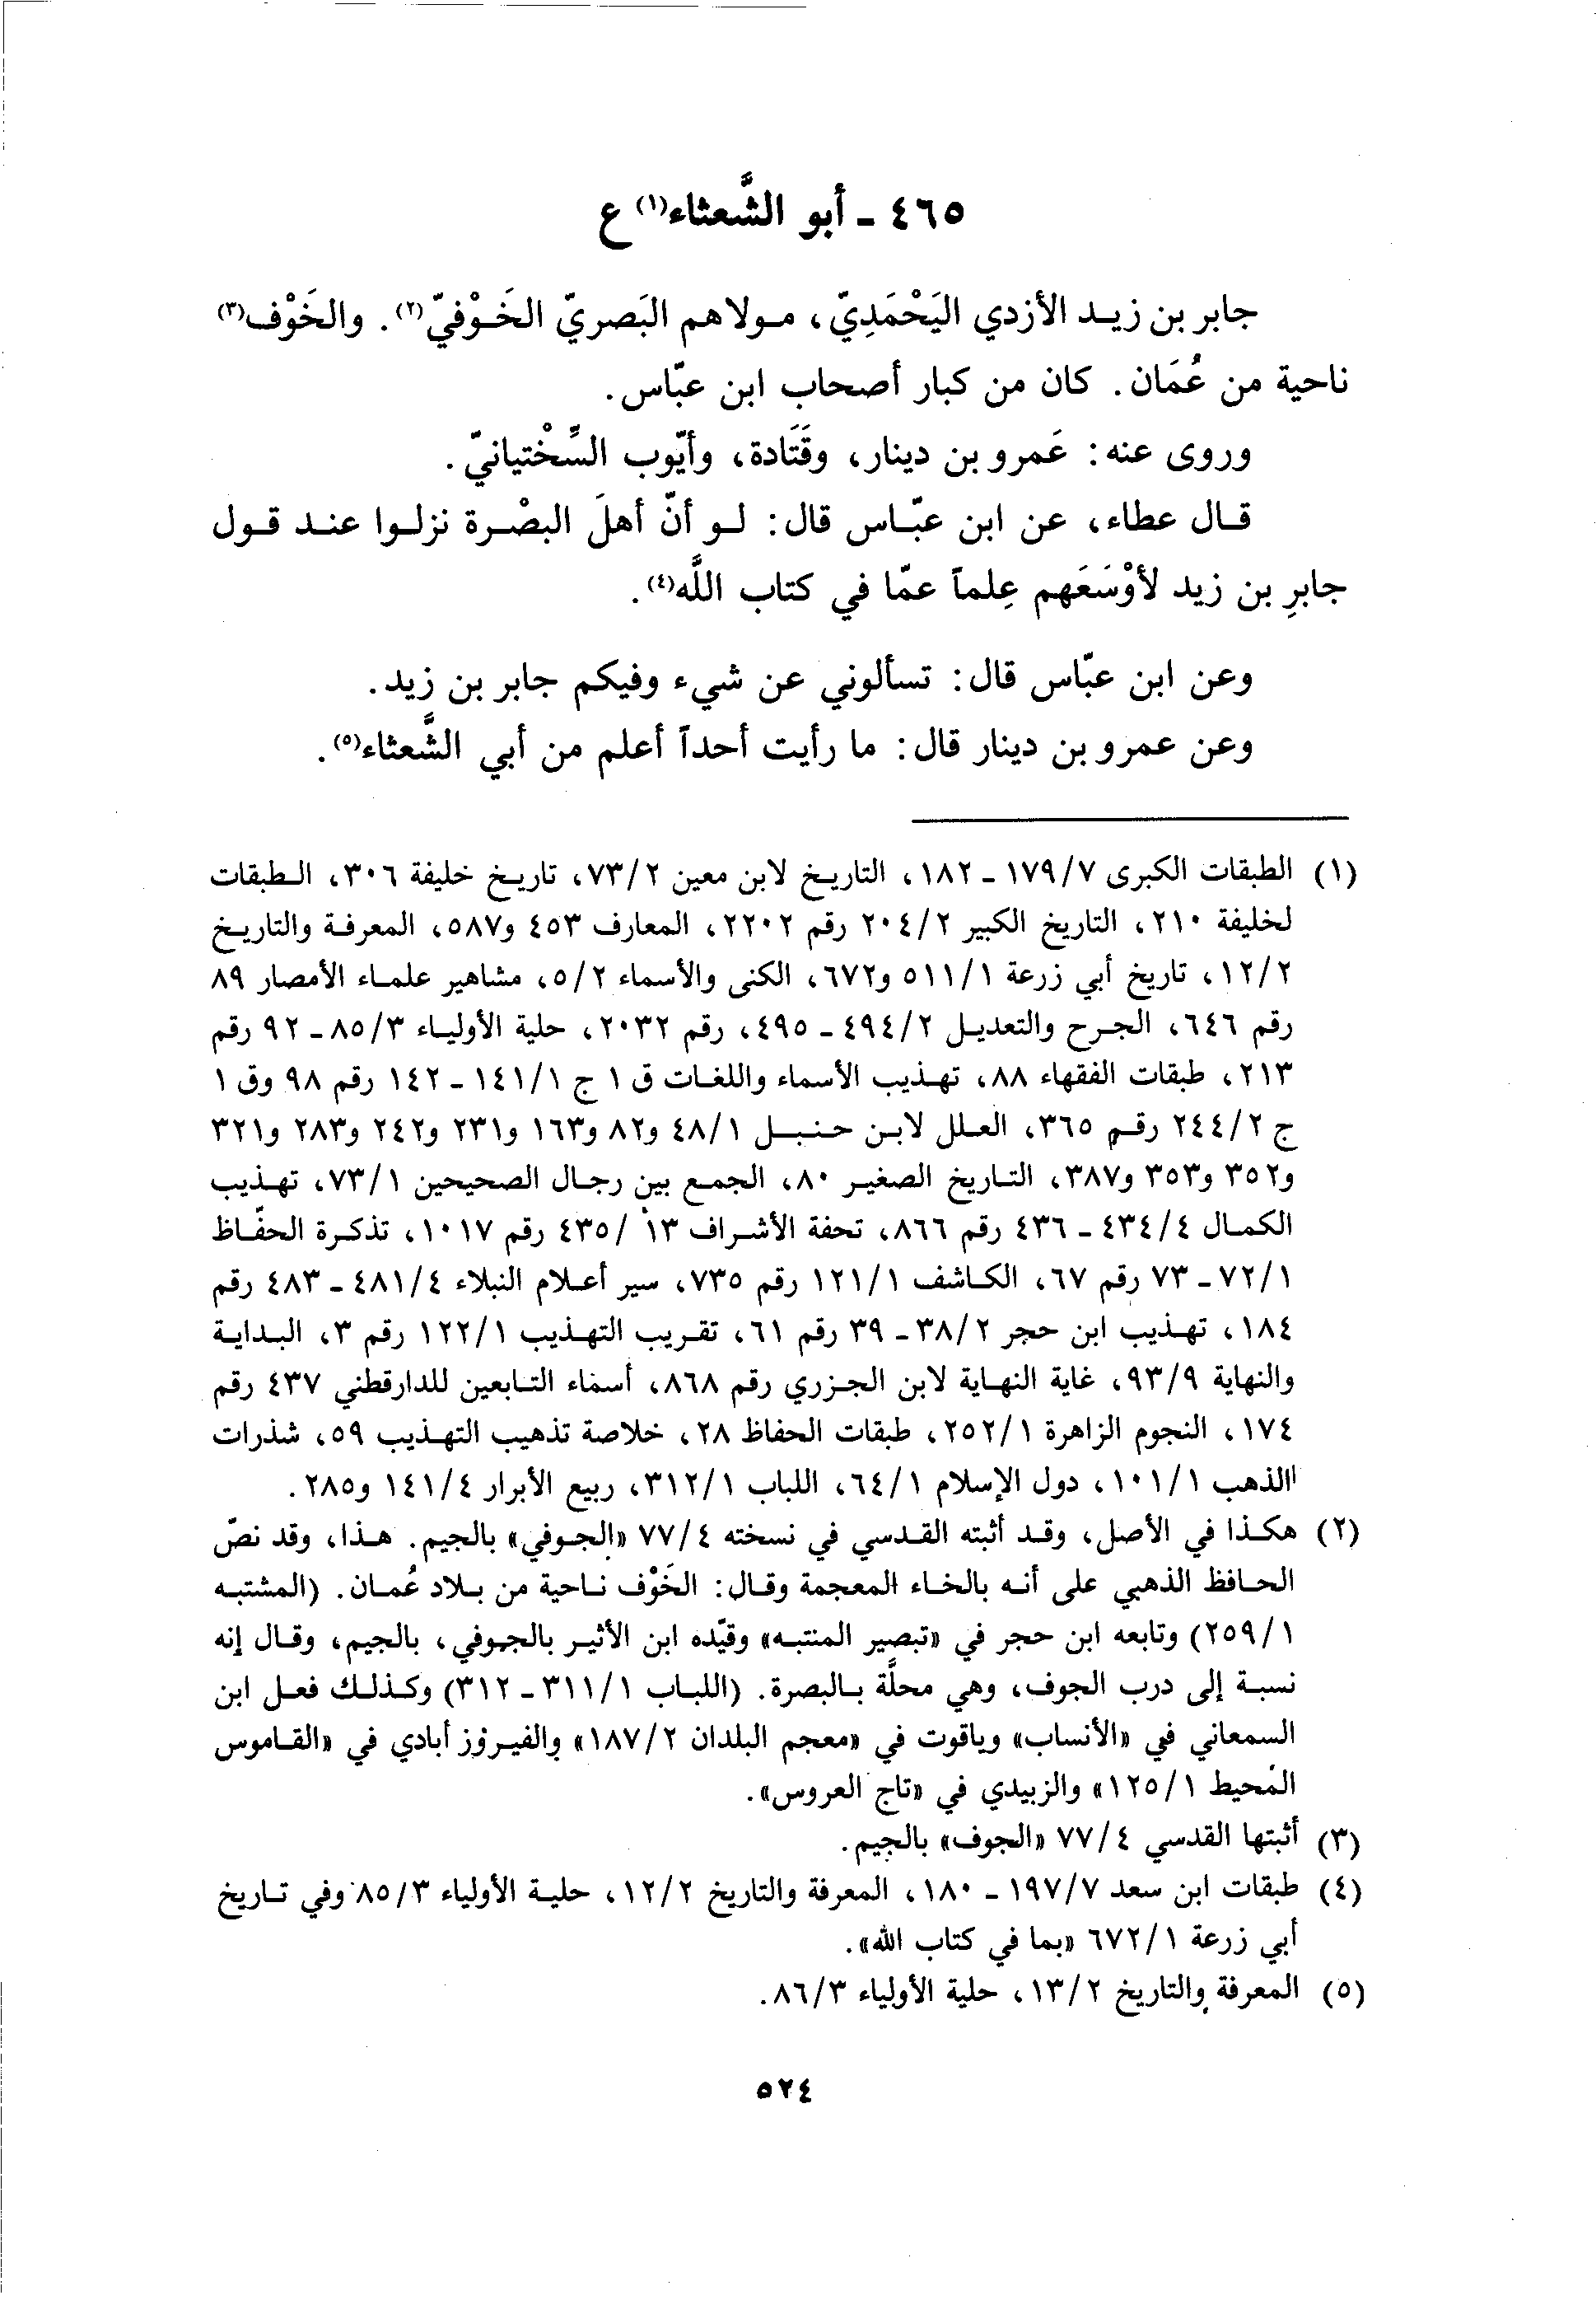 ٤٦٥ - أبو الشَّعثاء(١) ع
جابر بن زيد الأزدي اليَحْمَدِيّ، مولاهم البَصريّ الخَوْفيّ(٢). والخَوْف(٣)
ناحية من عُمَان. كان من كبار أصحاب ابن عبّاس.
وروى عنه: عَمرو بن دينار، وقَتَادة، وأيّوب السِّخْتيانيّ.
قال عطاء، عن ابن عبّاس قال: لو أنّ أهلَ البصْرة نزلوا عند قول
جابرِ بن زيد لأوْسَعَهم عِلماً عمّا في كتاب اللَّه(٤).
وعن ابن عبّاس قال: تسألوني عن شيء وفيكم جابر بن زيد.
وعن عمرو بن دينار قال: ما رأيت أحداً أعلم من أبي الشَّعثاء(٥).
(١) الطبقات الكبرى ١٧٩/٧ - ١٨٢، التاريخ لابن معين ٧٣/٢، تاريخ خليفة ٣٠٦، الطبقات
لخليفة ٢١٠، التاريخ الكبير ٢٠٤/٢ رقم ٢٢٠٢، المعارف ٤٥٣ و٥٨٧، المعرفة والتاريخ
١٢/٢، تاريخ أبي زرعة ٥١١/١ و٦٧٢، الكنى والأسماء ٥/٢، مشاهير علماء الأمصار ٨٩
رقم ٦٤٦، الجرح والتعديل ٤٩٤/٢ - ٤٩٥، رقم ٢٠٣٢، حلية الأولياء ٨٥/٣ - ٩٢ رقم
٢١٣، طبقات الفقهاء ٨٨، تهذيب الأسماء واللغات ق ١ ج ١٤١/١ - ١٤٢ رقم ٩٨ وق ١
ج ٢٤٤/٢ رقم ٣٦٥، العلل لابن حنبل ٤٨/١ و٨٢ و١٦٣ و٢٣١ و٢٤٢ و٢٨٣ و٣٢١
و٣٥٢ و٣٥٣ و٣٨٧، التاريخ الصغير ٨٠، الجمع بين رجال الصحيحين ٧٣/١، تهذيب
الكمال ٤٣٤/٤ - ٤٣٦ رقم ٨٦٦، تحفة الأشراف ١٣ /٤٣٥ رقم ١٠١٧، تذكرة الحفّاظ
٧٢/١ - ٧٣ رقم ٦٧، الكاشف ١٢١/١ رقم ٧٣٥، سير أعلام النبلاء ٤٨١/٤ - ٤٨٣ رقم
١٨٤، تهذيب ابن حجر ٣٨/٢ - ٣٩ رقم ٦١، تقريب التهذيب ١٢٢/١ رقم ٣، البداية
والنهاية ٩٣/٩، غاية النهاية لابن الجزري رقم ٨٦٨، أسماء التابعين للدارقطني ٤٣٧ رقم
١٧٤، النجوم الزاهرة ٢٥٢/١، طبقات الحفاظ ٢٨، خلاصة تذهيب التهذيب ٥٩، شذرات
الذهب ١٠١/١، دول الإسلام ٦٤/١، اللباب ٣١٢/١، ربيع الأبرار ١٤١/٤ و٢٨٥.
(٢) هكذا في الأصل، وقد أثبته القدسي في نسخته ٧٧/٤ «الجوفي» بالجيم. هذا، وقد نصّ
الحافظ الذهبي على أنه بالخاء المعجمة وقال: الخَوْف ناحية من بلاد عُمان. (المشتبه
٢٥٩/١) وتابعه ابن حجر في «تبصير المنتبه» وقيّده ابن الأثير بالجوفي، بالجيم، وقال إنه
نسبة إلى درب الجوف، وهي محلَّة بالبصرة. (اللباب ٣١١/١ - ٣١٢) وكذلك فعل ابن
السمعاني في «الأنساب» وياقوت في «معجم البلدان ١٨٧/٢» والفيروز أبادي في «القاموس
المحيط ١٢٥/١» والزبيدي في «تاج العروس».
(٣) أثبتها القدسي ٧٧/٤ «الجوف» بالجيم.
(٤) طبقات ابن سعد ١٩٧/٧ - ١٨٠، المعرفة والتاريخ ١٢/٢، حلية الأولياء ٨٥/٣ وفي تاريخ
أبي زرعة ٦٧٢/١ «بما في كتاب الله».
(٥) المعرفة والتاريخ ١٣/٢، حلية الأولياء ٨٦/٣.
٥٢٤